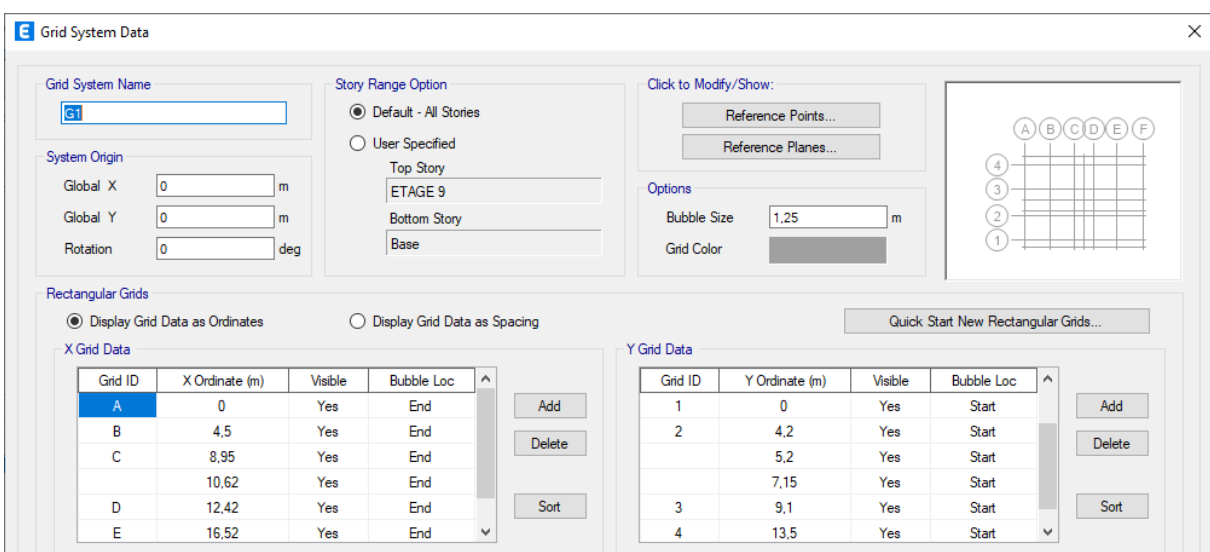 E Grid System Data
Grid System Name
G1
System Origin
Global X 0 m
Global Y 0 m
Rotation 0 deg
Story Range Option
Default - All Stories
User Specified
Top Story
ETAGE 9
Bottom Story
Base
Click to Modify/Show:
Reference Points...
Reference Planes...
Options
Bubble Size 1,25 m
Grid Color
A B C D E F
4
3
2
1
Rectangular Grids
Display Grid Data as Ordinates Display Grid Data as Spacing Quick Start New Rectangular Grids...
X Grid Data
Grid ID X Ordinate (m) Visible Bubble Loc
A 0 Yes End
B 4,5 Yes End
C 8,95 Yes End
10,62 Yes End
D 12,42 Yes End
E 16,52 Yes End
Add
Delete
Sort
Y Grid Data
Grid ID Y Ordinate (m) Visible Bubble Loc
1 0 Yes Start
2 4,2 Yes Start
5,2 Yes Start
7,15 Yes Start
3 9,1 Yes Start
4 13,5 Yes Start
Add
Delete
Sort